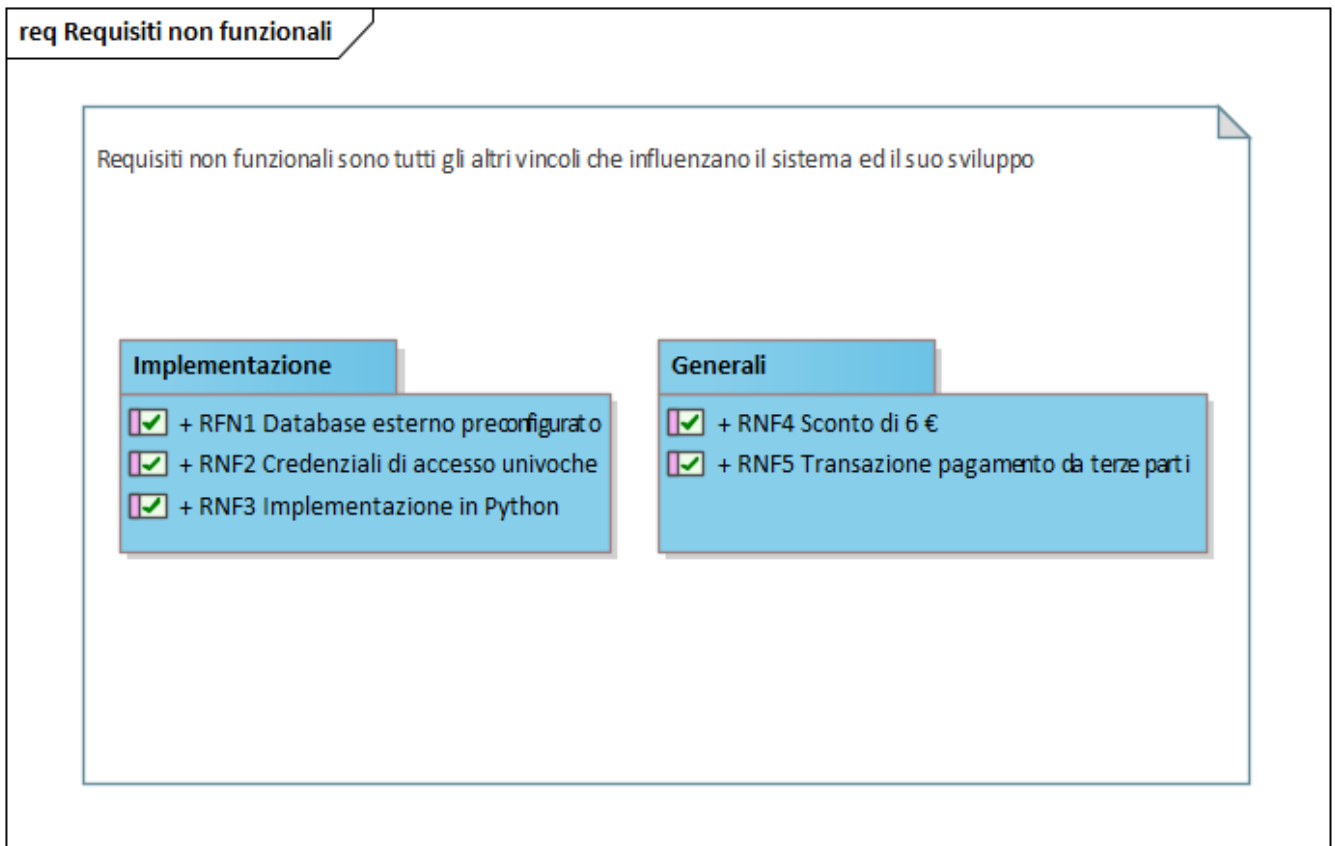 req Requisiti non funzionali
Requisiti non funzionali sono tutti gli altri vincoli che influenzano il sistema ed il suo sviluppo
Implementazione
+ RFN1 Database esterno preconfigurato
+ RNF2 Credenziali di accesso univoche
+ RNF3 Implementazione in Python
Generali
+ RNF4 Sconto di 6 €
+ RNF5 Transazione pagamento da terze parti